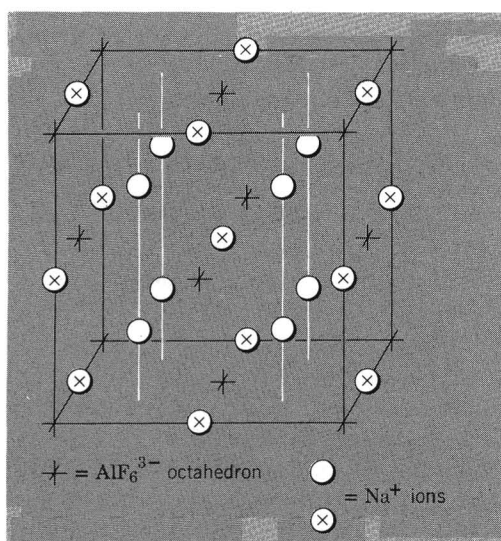 = AlF₆³⁻ octahedron
= Na⁺ ions